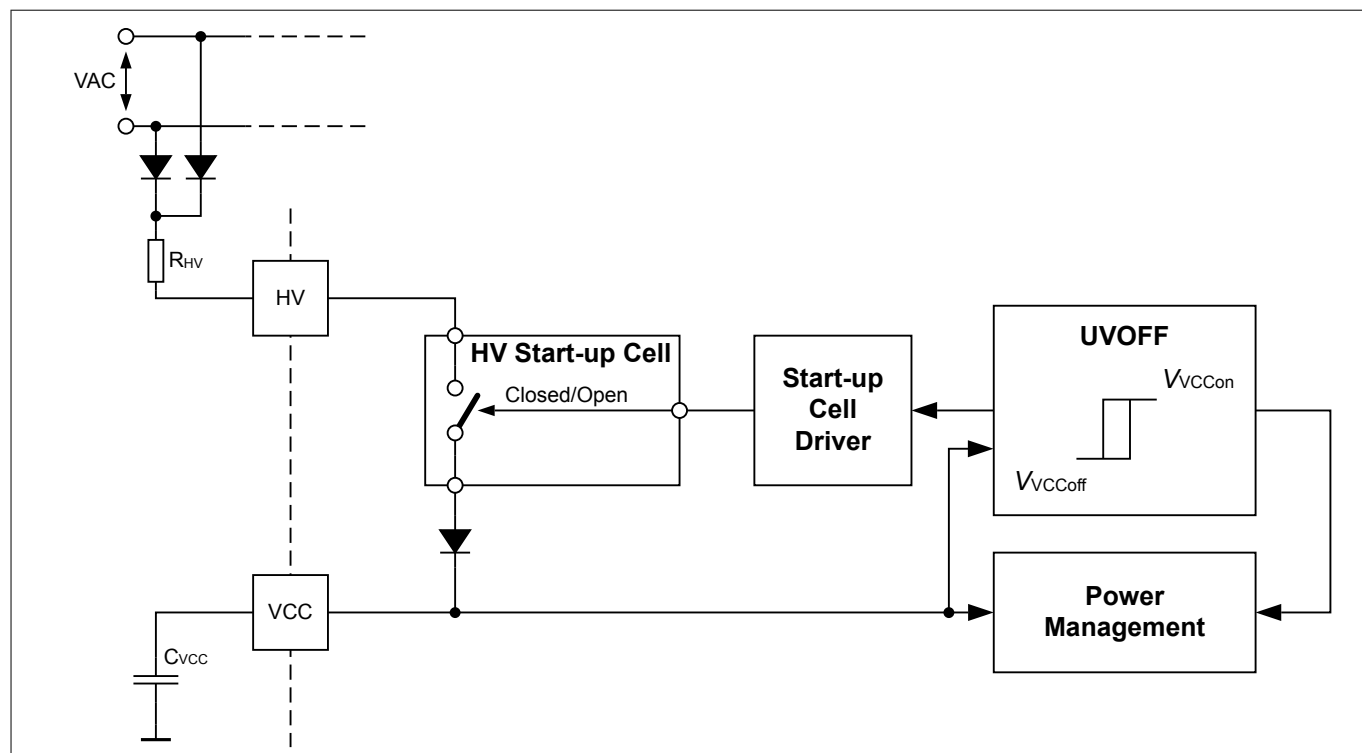 VAC
RHV
HV
HV Start-up Cell
Closed/Open
Start-up
Cell
Driver
UVOFF
VVCCon
VVCCoff
VCC
CVCC
Power
Management